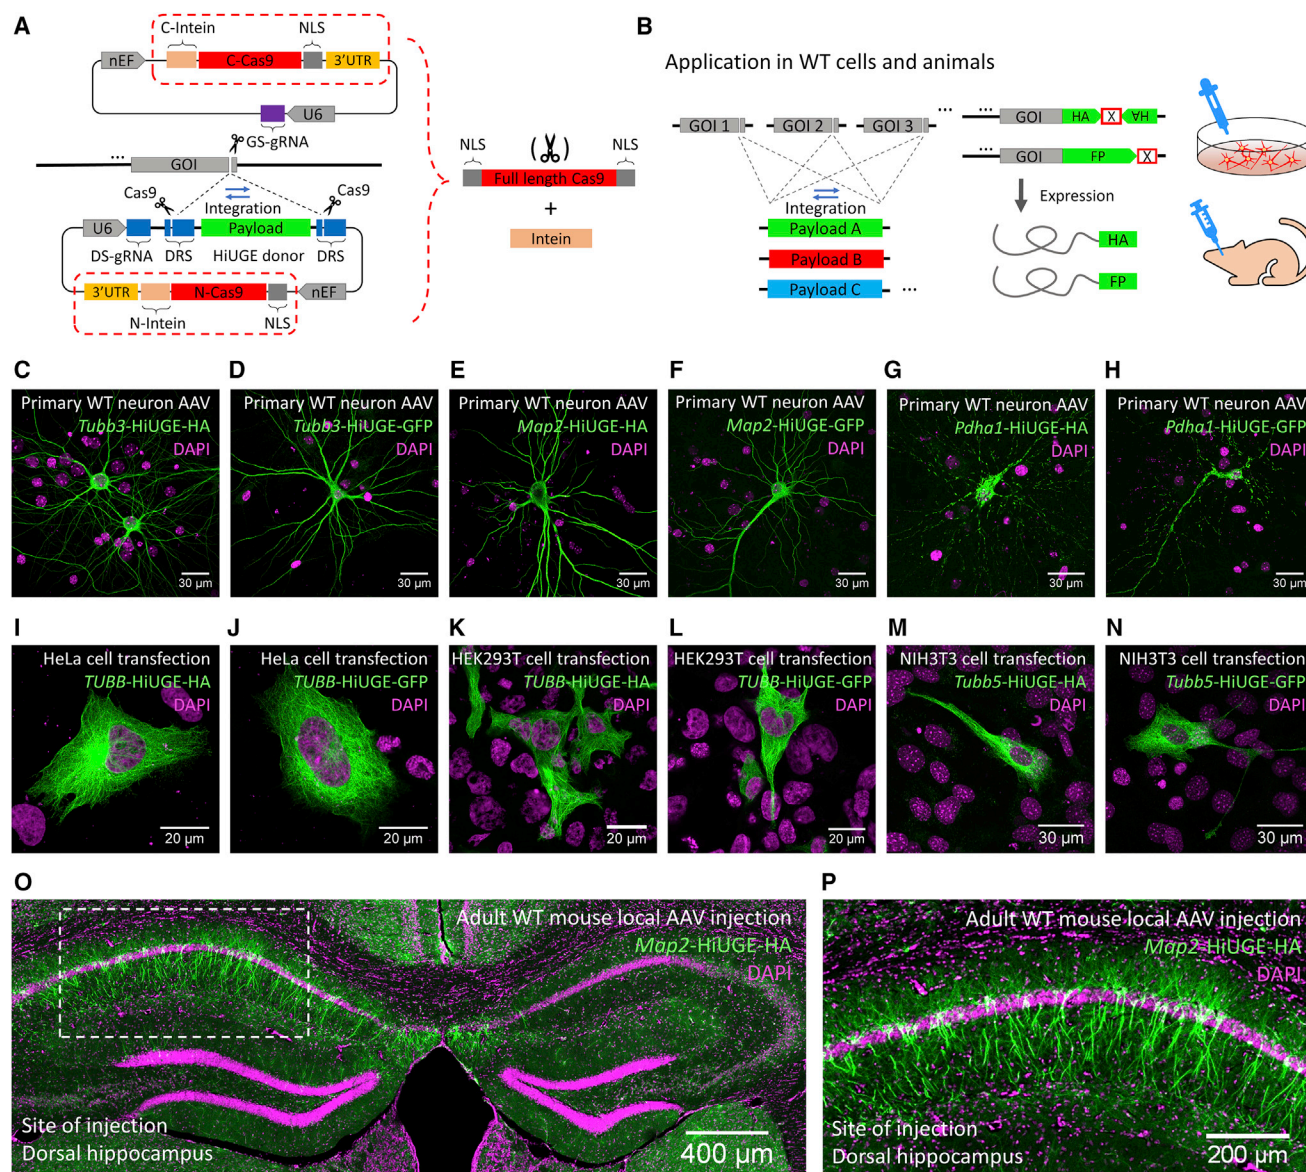 A
C-Intein
NLS
nEF
C-Cas9
3'UTR
U6
GS-gRNA
...
GOI
Cas9
Cas9
Integration
U6
Payload
DS-gRNA
DRS
HiUGE donor
DRS
3'UTR
N-Cas9
nEF
N-Intein
NLS
NLS
( )
NLS
Full length Cas9
+
Intein
B
Application in WT cells and animals
GOI 1
GOI 2
GOI 3
...
Integration
Payload A
Payload B
Payload C
...
...
GOI
HA
X
HA
...
GOI
FP
X
Expression
HA
FP
C
Primary WT neuron AAV
Tubb3-HiUGE-HA
DAPI
30 µm
D
Primary WT neuron AAV
Tubb3-HiUGE-GFP
DAPI
30 µm
E
Primary WT neuron AAV
Map2-HiUGE-HA
DAPI
30 µm
F
Primary WT neuron AAV
Map2-HiUGE-GFP
DAPI
30 µm
G
Primary WT neuron AAV
Pdha1-HiUGE-HA
DAPI
30 µm
H
Primary WT neuron AAV
Pdha1-HiUGE-GFP
DAPI
30 µm
I
HeLa cell transfection
TUBB-HiUGE-HA
DAPI
20 µm
J
HeLa cell transfection
TUBB-HiUGE-GFP
DAPI
20 µm
K
HEK293T cell transfection
TUBB-HiUGE-HA
DAPI
20 µm
L
HEK293T cell transfection
TUBB-HiUGE-GFP
DAPI
20 µm
M
NIH3T3 cell transfection
Tubb5-HiUGE-HA
DAPI
30 µm
N
NIH3T3 cell transfection
Tubb5-HiUGE-GFP
DAPI
30 µm
O
Adult WT mouse local AAV injection
Map2-HiUGE-HA
DAPI
Site of injection
Dorsal hippocampus
400 µm
P
Adult WT mouse local AAV injection
Map2-HiUGE-HA
DAPI
Site of injection
Dorsal hippocampus
200 µm